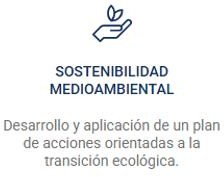 SOSTENIBILIDAD
MEDIOAMBIENTAL
Desarrollo y aplicación de un plan
de acciones orientadas a la
transición ecológica.